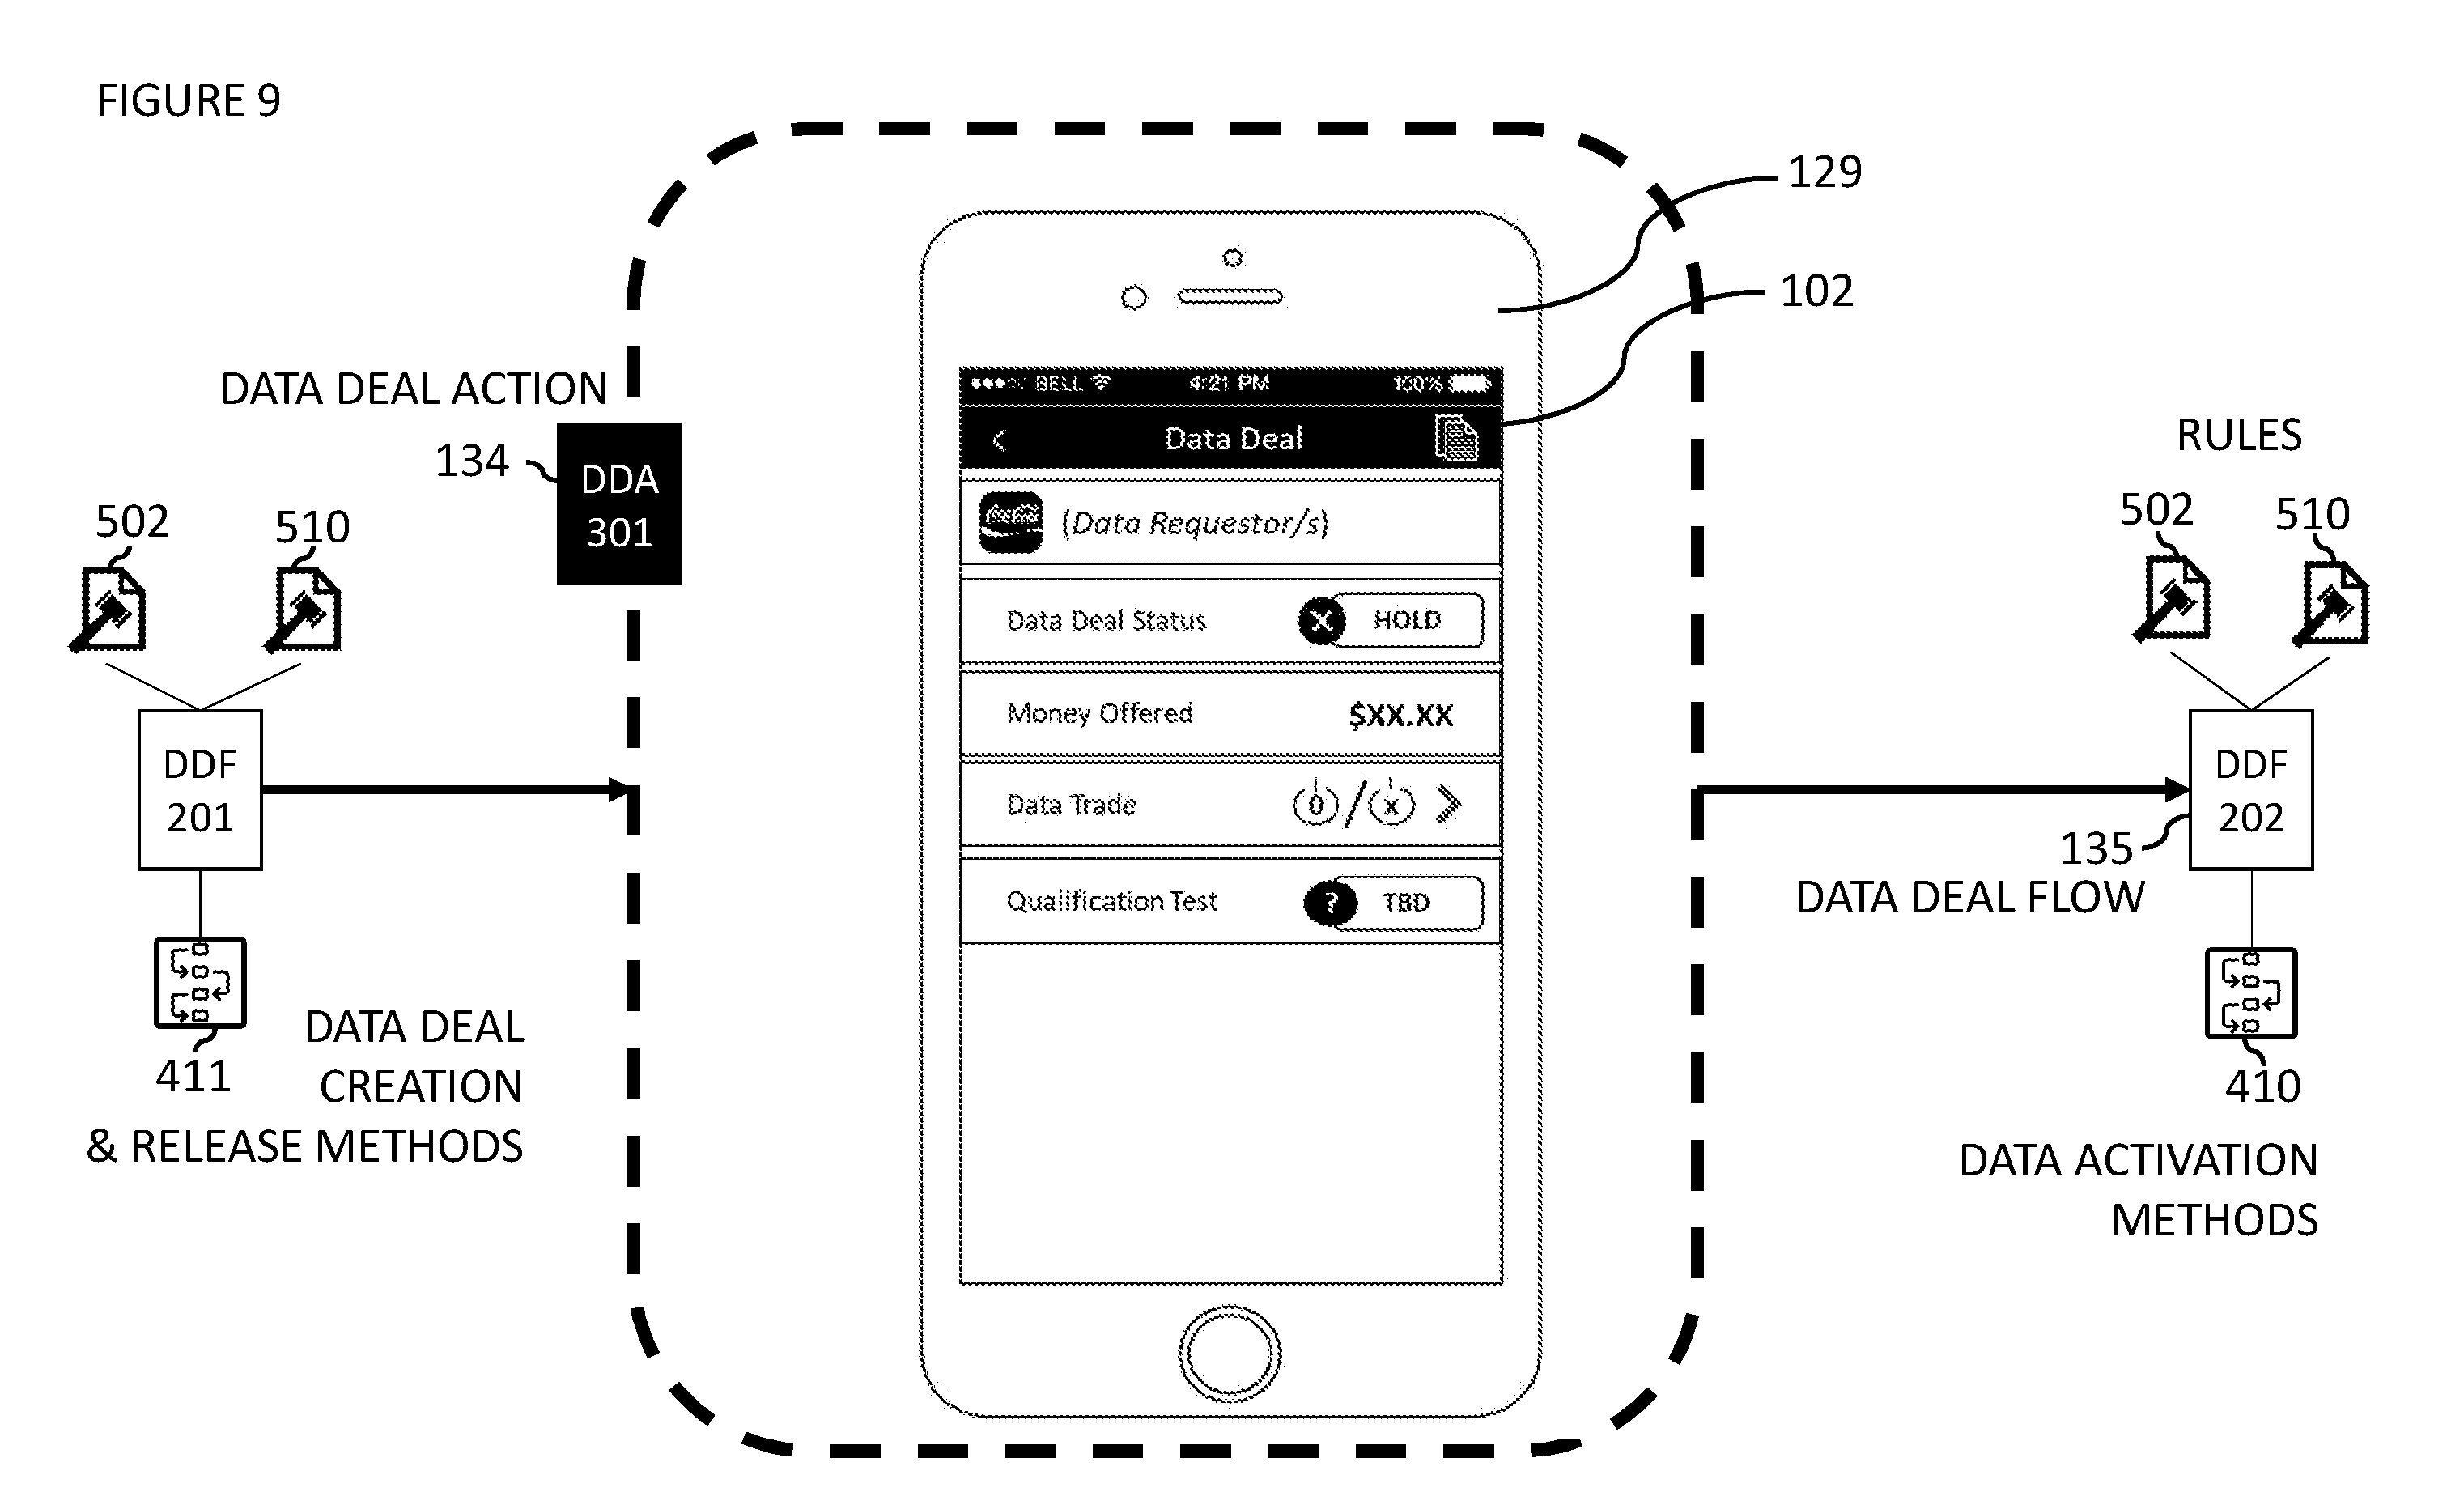 FIGURE 9
129
102
DATA DEAL ACTION
134
DDA
301
502
510
DDF
201
411
DATA DEAL
CREATION
& RELEASE METHODS
BELL
4:21 PM
100%
Data Deal
(Data Requestor/s)
Data Deal Status
X
HOLD
Money Offered
$XX.XX
Data Trade
0
/
x
Qualification Test
?
TBD
RULES
502
510
DDF
202
135
DATA DEAL FLOW
410
DATA ACTIVATION
METHODS